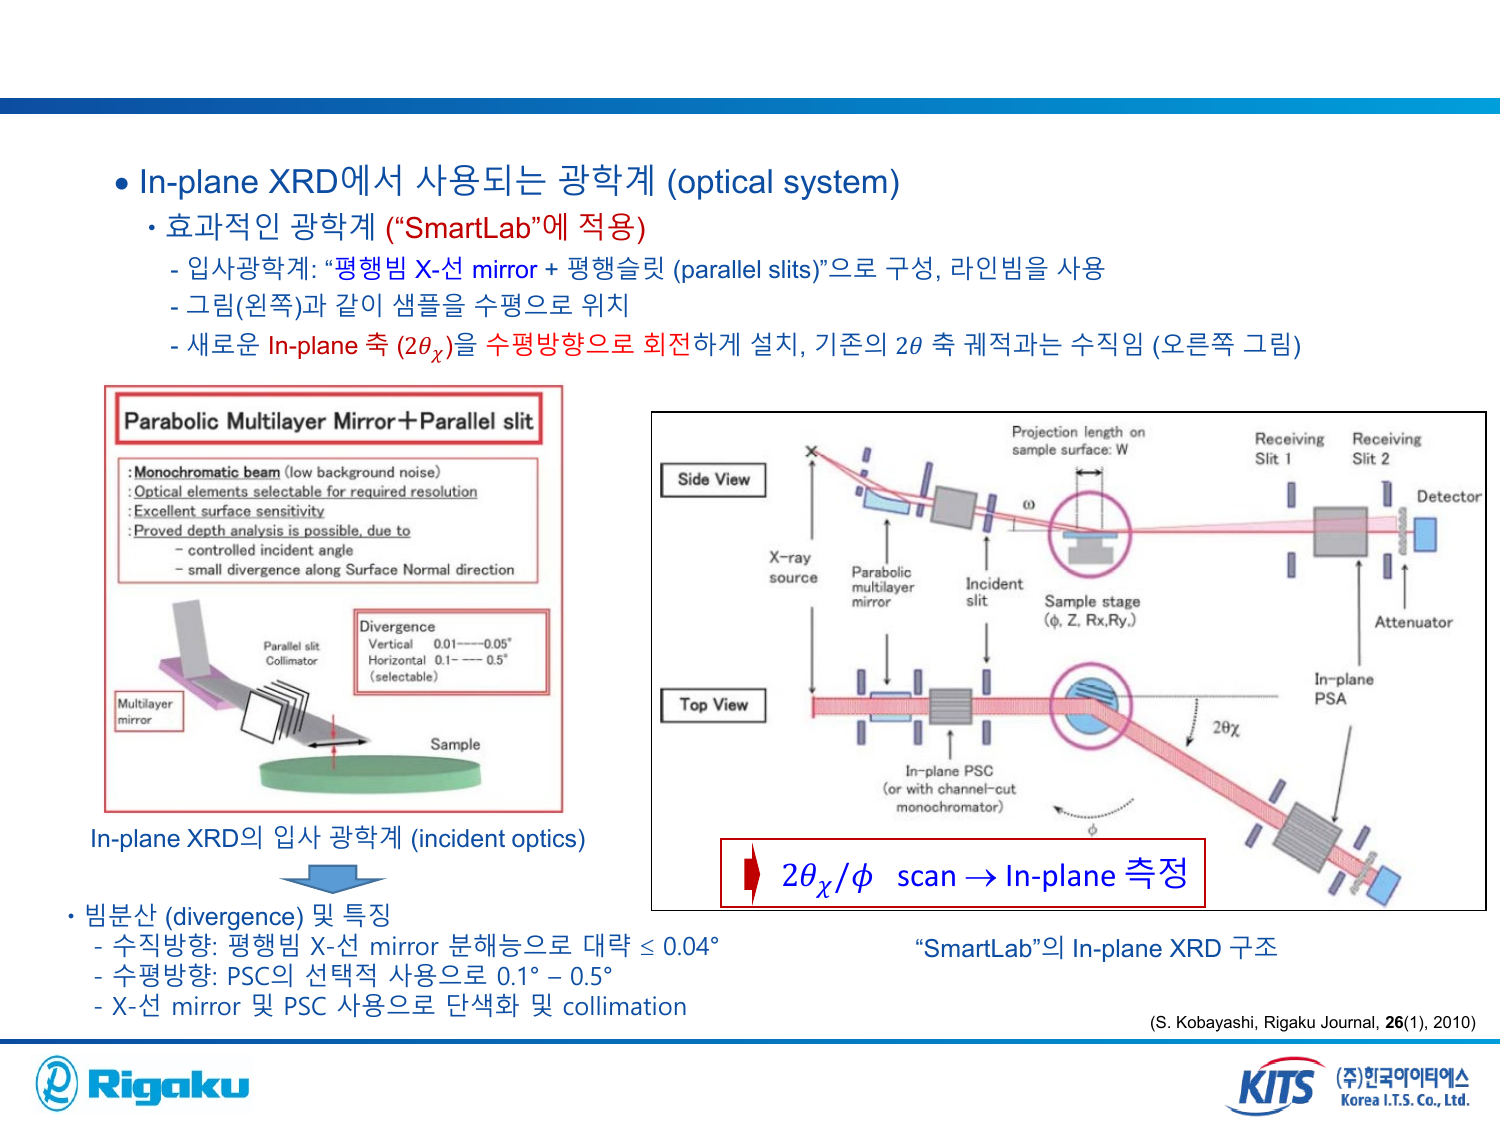 • In-plane XRD에서 사용되는 광학계 (optical system)
• 효과적인 광학계 (“SmartLab”에 적용)
- 입사광학계: “평행빔 X-선 mirror + 평행슬릿 (parallel slits)”으로 구성, 라인빔을 사용
- 그림(왼쪽)과 같이 샘플을 수평으로 위치
- 새로운 In-plane 축 (2θχ)을 수평방향으로 회전하게 설치, 기존의 2θ 축 궤적과는 수직임 (오른쪽 그림)
Parabolic Multilayer Mirror+Parallel slit
:Monochromatic beam (low background noise)
:Optical elements selectable for required resolution
:Excellent surface sensitivity
:Proved depth analysis is possible, due to
- controlled incident angle
- small divergence along Surface Normal direction
Divergence
Vertical 0.01----0.05°
Horizontal 0.1- --- 0.5°
(selectable)
Parallel slit
Collimator
Multilayer
mirror
Sample
In-plane XRD의 입사 광학계 (incident optics)
• 빔분산 (divergence) 및 특징
- 수직방향: 평행빔 X-선 mirror 분해능으로 대략 ≤ 0.04°
- 수평방향: PSC의 선택적 사용으로 0.1° – 0.5°
- X-선 mirror 및 PSC 사용으로 단색화 및 collimation
Side View
Projection length on
sample surface: W
Receiving
Slit 1
Receiving
Slit 2
Detector
ω
X-ray
source
Parabolic
multilayer
mirror
Incident
slit
Sample stage
(ϕ, Z, Rx,Ry,)
Attenuator
In-plane
PSA
Top View
2θχ
In-plane PSC
(or with channel-cut
monochromator)
ϕ
2θχ/ϕ scan → In-plane 측정
“SmartLab”의 In-plane XRD 구조
(S. Kobayashi, Rigaku Journal, 26(1), 2010)
Rigaku
KITS
(주)한국아이티에스
Korea I.T.S. Co., Ltd.